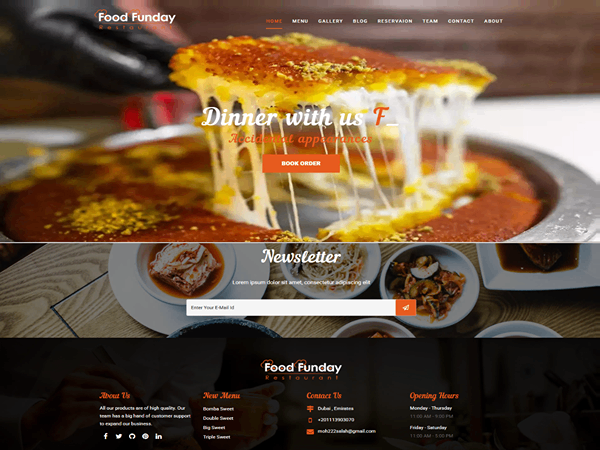 Food Funday
Restaurant
HOME MENU GALLERY BLOG RESERVAION TEAM CONTACT ABOUT
Dinner with us F_
Accidental appearances
BOOK ORDER
Newsletter
Lorem ipsum dolor sit amet, consectetur adipiscing elit
Enter Your E-Mail id
Food Funday
Restaurant
About Us
All our products are of high quality. Our
team has a big hand of customer support
to expand our business.
New Menu
Bomba Sweet
Double Sweet
Big Sweet
Triple Sweet
Contact Us
Dubai , Emirates
+201113903070
moh222salah@gmail.com
Opening Hours
Monday - Thursday
11:00 AM - 9:00 PM
Friday - Saturday
11:00 AM - 5:00 PM